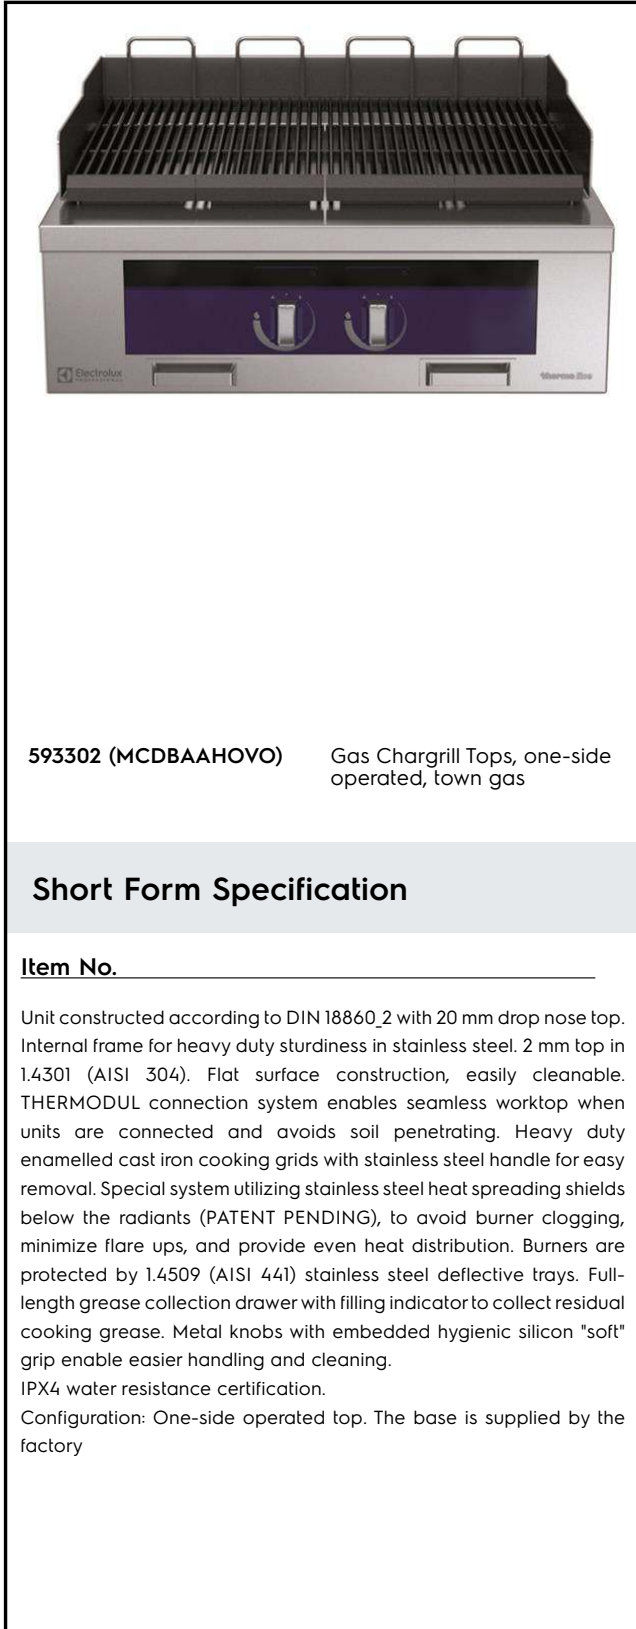 Electrolux
PROFESSIONAL
thermaline
593302 (MCDBAAHOVO)
Gas Chargrill Tops, one-side
operated, town gas
Short Form Specification
Item No.
Unit constructed according to DIN 18860_2 with 20 mm drop nose top.
Internal frame for heavy duty sturdiness in stainless steel. 2 mm top in
1.4301 (AISI 304). Flat surface construction, easily cleanable.
THERMODUL connection system enables seamless worktop when
units are connected and avoids soil penetrating. Heavy duty
enamelled cast iron cooking grids with stainless steel handle for easy
removal. Special system utilizing stainless steel heat spreading shields
below the radiants (PATENT PENDING), to avoid burner clogging,
minimize flare ups, and provide even heat distribution. Burners are
protected by 1.4509 (AISI 441) stainless steel deflective trays. Full-
length grease collection drawer with filling indicator to collect residual
cooking grease. Metal knobs with embedded hygienic silicon "soft"
grip enable easier handling and cleaning.
IPX4 water resistance certification.
Configuration: One-side operated top. The base is supplied by the
factory